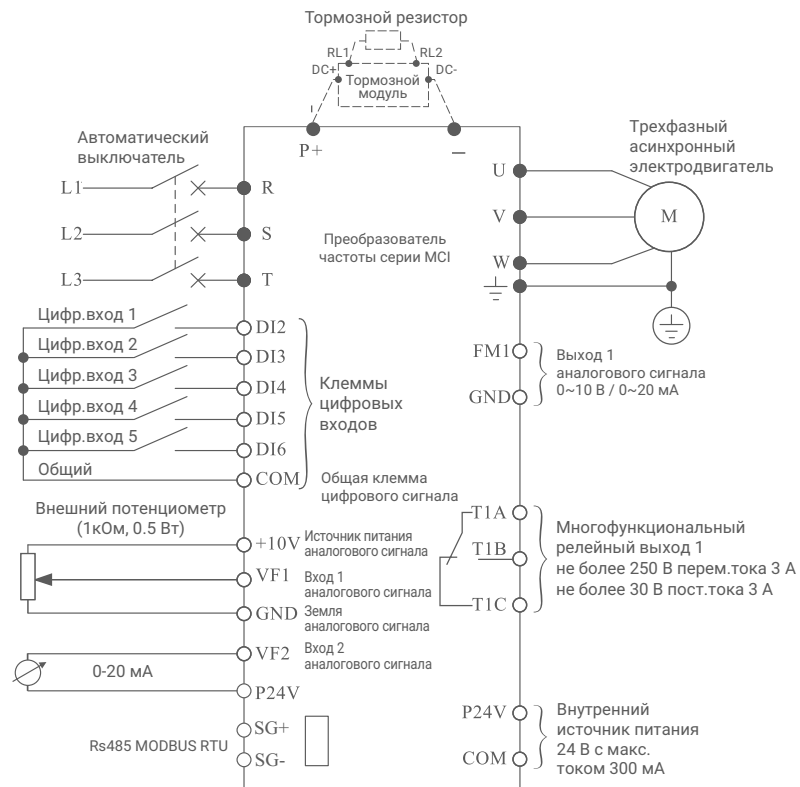 Тормозной резистор
RL1
RL2
DC+
DC-
Тормозной
модуль
P+
–
Автоматический
выключатель
L1
R
L2
S
L3
T
Преобразователь
частоты серии MCI
Трехфазный
асинхронный
электродвигатель
U
V
W
M
Цифр.вход 1
DI2
Цифр.вход 2
DI3
Цифр.вход 3
DI4
Цифр.вход 4
DI5
Цифр.вход 5
DI6
Общий
COM
Клеммы
цифровых
входов
Общая клемма
цифрового сигнала
FM1
GND
Выход 1
аналогового сигнала
0~10 В / 0~20 мА
Внешний потенциометр
(1кОм, 0.5 Вт)
+10V
Источник питания
аналогового сигнала
VF1
Вход 1
аналогового сигнала
GND
Земля
аналогового сигнала
VF2
Вход 2
аналогового сигнала
0-20 мА
P24V
T1A
T1B
T1C
Многофункциональный
релейный выход 1
не более 250 В перем.тока 3 А
не более 30 В пост.тока 3 А
Rs485 MODBUS RTU
SG+
SG-
P24V
COM
Внутренний
источник питания
24 В с макс.
током 300 мА